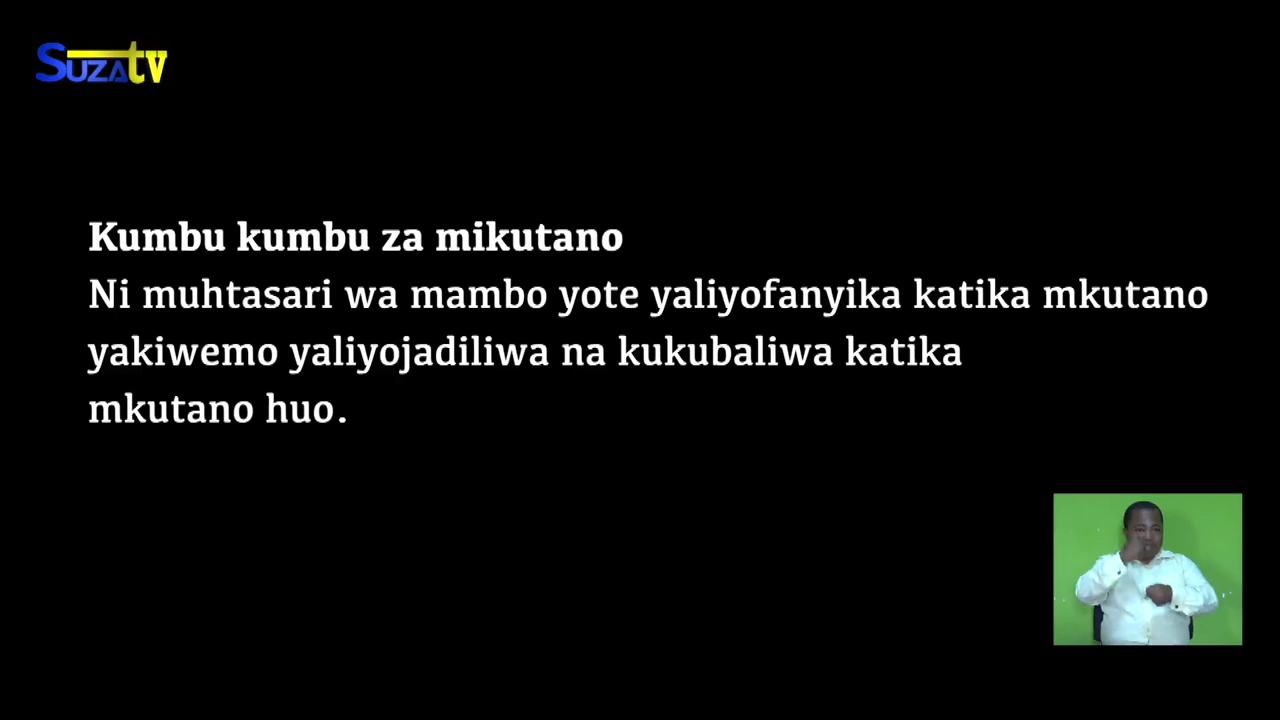 SUZAtv
Kumbu kumbu za mikutano
Ni muhtasari wa mambo yote yaliyofanyika katika mkutano
yakiwemo yaliyojadiliwa na kukubaliwa katika
mkutano huo.